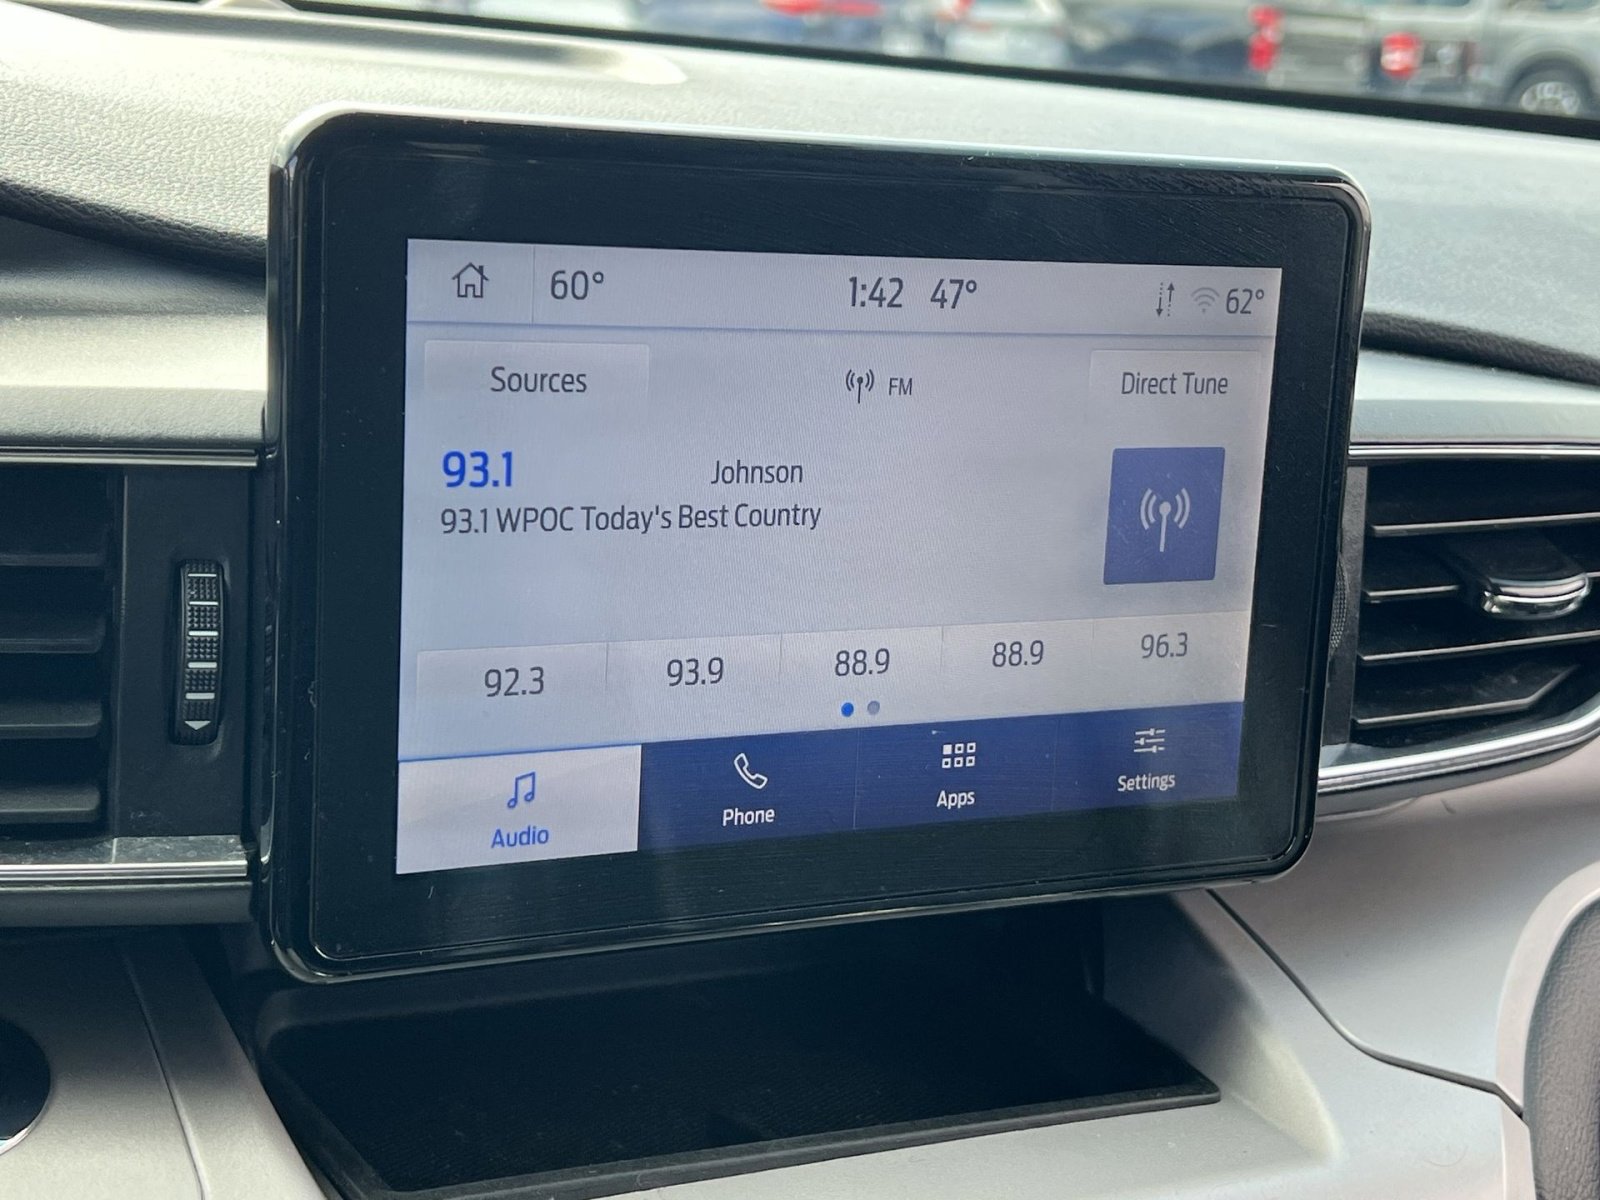 60° 1:42 47° 62°
Sources FM Direct Tune
93.1 Johnson
93.1 WPOC Today's Best Country
92.3 93.9 88.9 88.9 96.3
Audio Phone Apps Settings